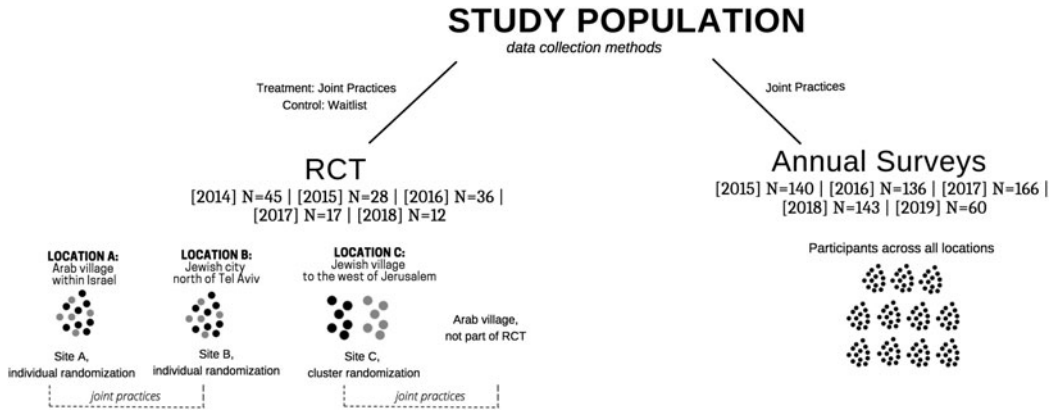 STUDY POPULATION
data collection methods
Treatment: Joint Practices
Control: Waitlist
Joint Practices
RCT
[2014] N=45 | [2015] N=28 | [2016] N=36 |
[2017] N=17 | [2018] N=12
Annual Surveys
[2015] N=140 | [2016] N=136 | [2017] N=166 |
[2018] N=143 | [2019] N=60
LOCATION A:
Arab village
within Israel
Site A,
individual randomization
LOCATION B:
Jewish city
north of Tel Aviv
Site B,
individual randomization
LOCATION C:
Jewish village
to the west of Jerusalem
Site C,
cluster randomization
Arab village,
not part of RCT
joint practices
joint practices
Participants across all locations